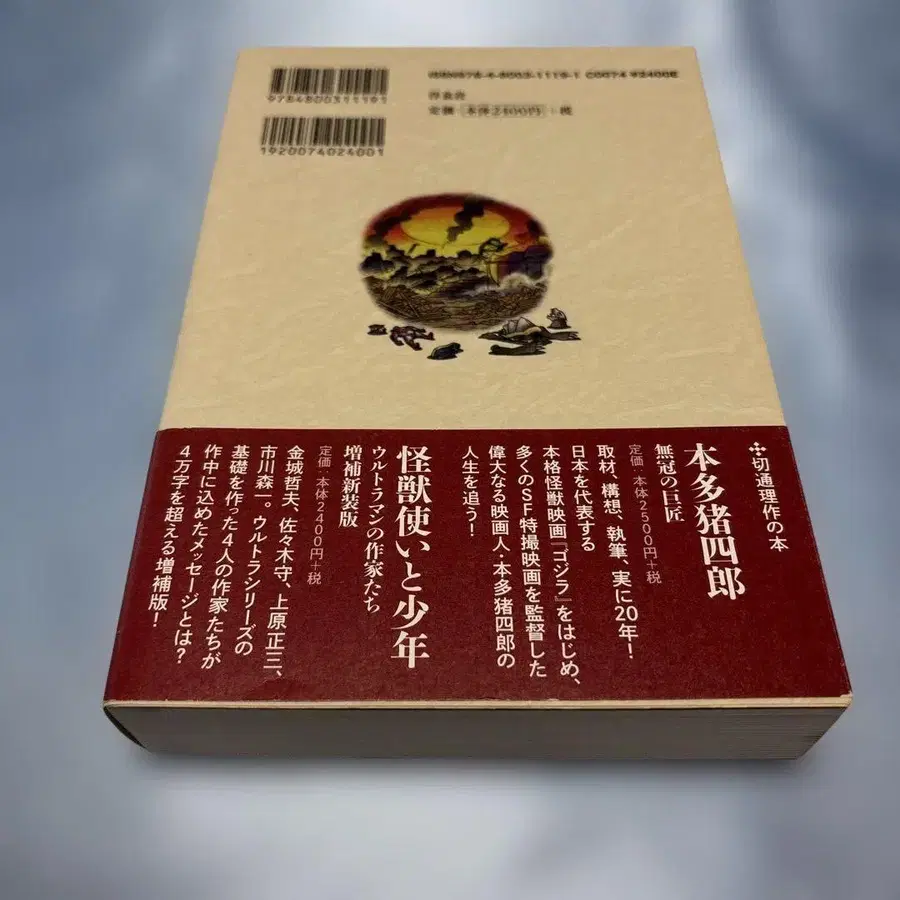 9784800311191
1920074024001
ISBN978-4-8003-1119-1 C0074 ¥2400E
洋泉社
定価 本体2400円 +税
切通理作の本
本多猪四郎
無冠の巨匠
定価:本体2500円+税
取材、構想、執筆、実に20年!
日本を代表する
本格怪獣映画『ゴジラ』をはじめ、
多くのSF特撮映画を監督した
偉大なる映画人・本多猪四郎の
人生を追う!
怪獣使いと少年
ウルトラマンの作家たち
増補新装版
定価:本体2400円+税
金城哲夫、佐々木守、上原正三、
市川森一。ウルトラシリーズの
基礎を作った4人の作家たちが
作中に込めたメッセージとは?
4万字を超える増補版!